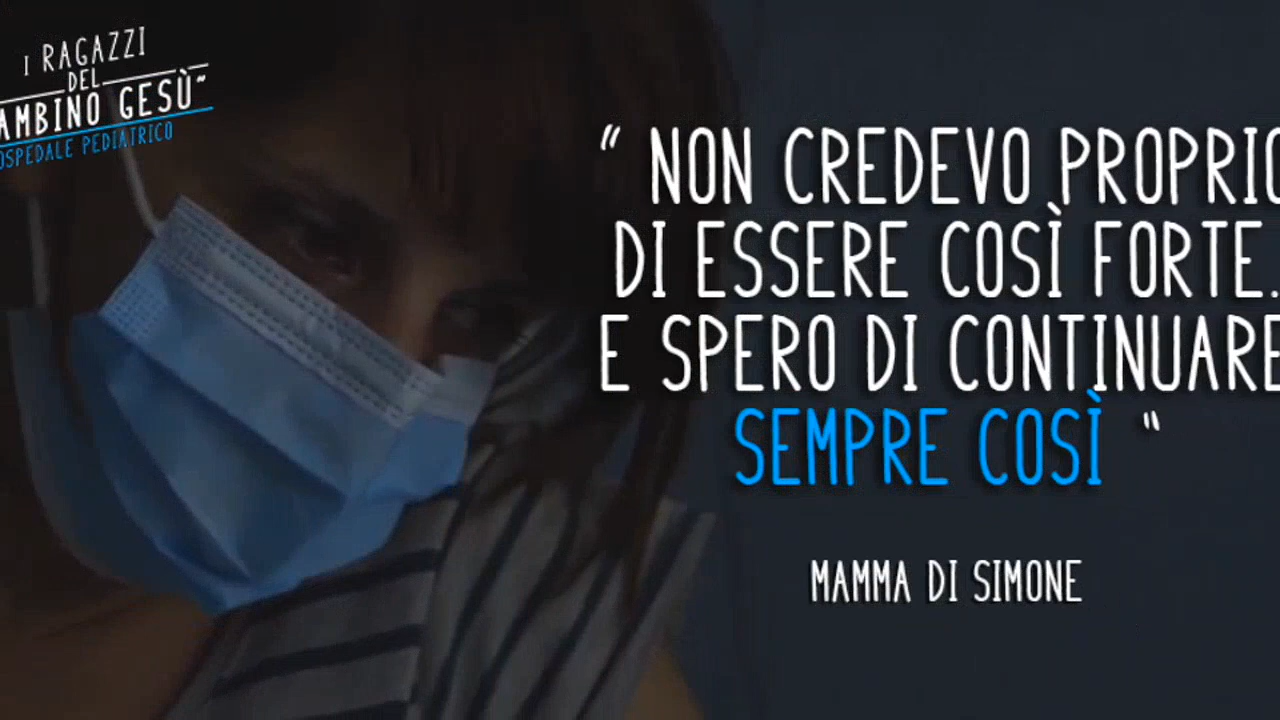 I RAGAZZI
DEL
AMBINO GESÙ"
OSPEDALE PEDIATRICO
" NON CREDEVO PROPRIO
DI ESSERE COSÌ FORTE.
E SPERO DI CONTINUARE
SEMPRE COSÌ "
MAMMA DI SIMONE